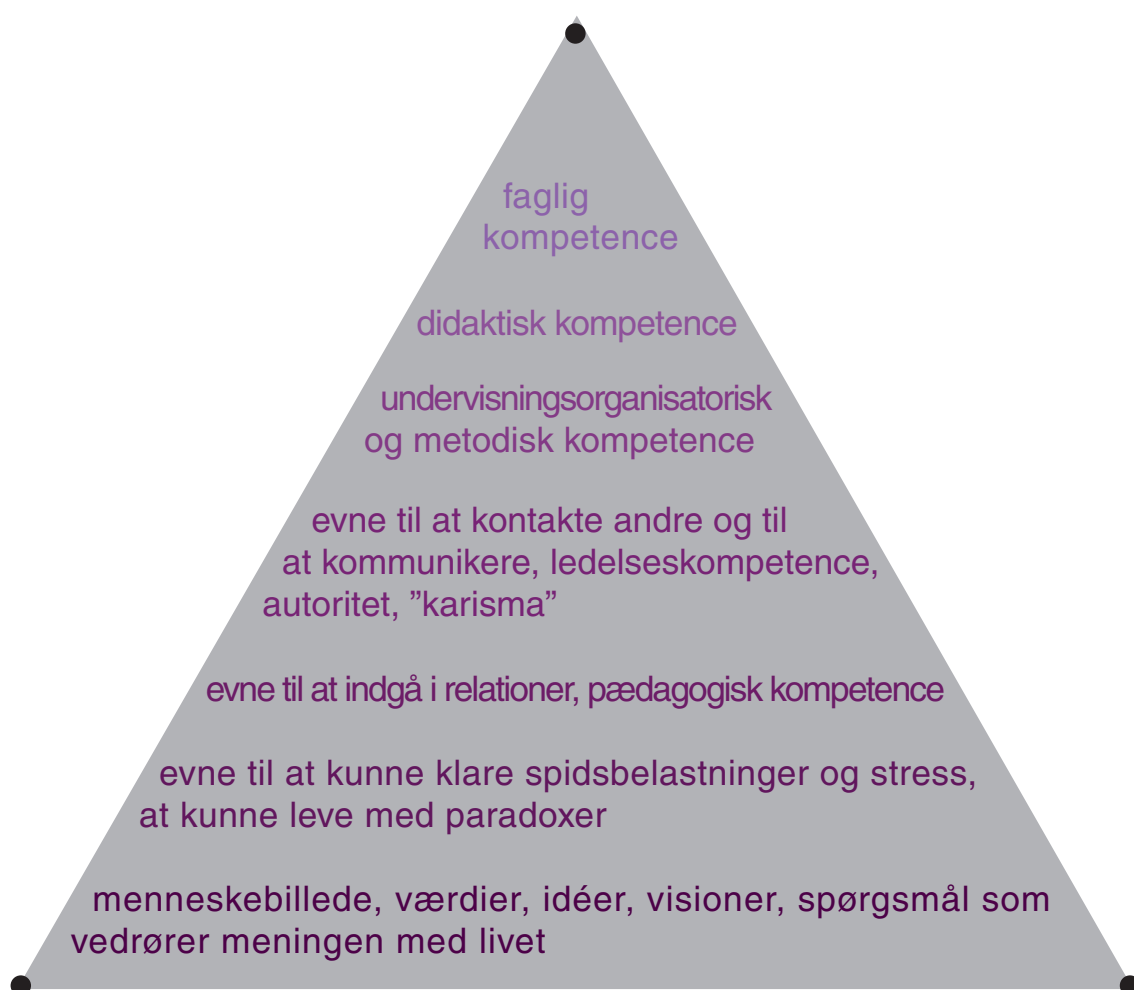 faglig
kompetence
didaktisk kompetence
undervisningsorganisatorisk
og metodisk kompetence
evne til at kontakte andre og til
at kommunikere, ledelseskompetence,
autoritet, ”karisma”
evne til at indgå i relationer, pædagogisk kompetence
evne til at kunne klare spidsbelastninger og stress,
at kunne leve med paradoxer
menneskebillede, værdier, idéer, visioner, spørgsmål som
vedrører meningen med livet